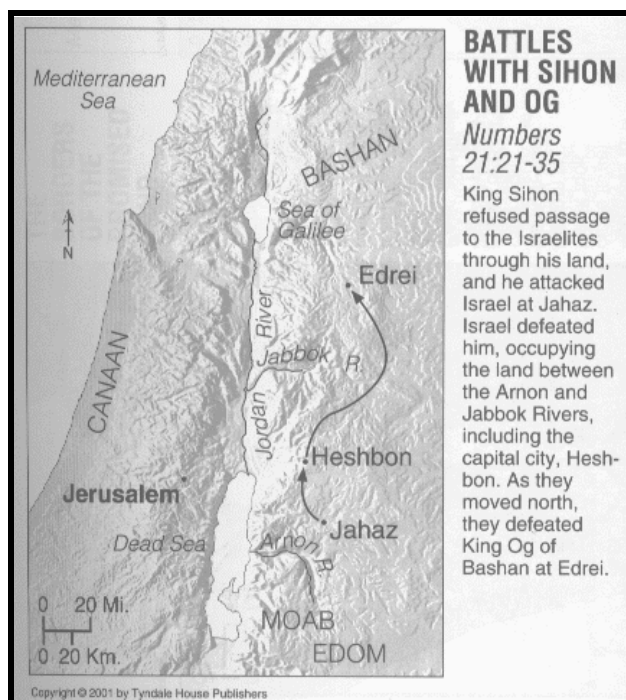 BATTLES
WITH SIHON
AND OG
Numbers
21:21-35
King Sihon
refused passage
to the Israelites
through his land,
and he attacked
Israel at Jahaz.
Israel defeated
him, occupying
the land between
the Arnon and
Jabbok Rivers,
including the
capital city, Hesh-
bon. As they
moved north,
they defeated
King Og of
Bashan at Edrei.
Mediterranean
Sea
BASHAN
Sea of
Galilee
N
Edrei
CANAAN
Jordan River
Jabbok R.
Heshbon
Jerusalem
Jahaz
Dead Sea
Arnon R.
MOAB
EDOM
0 20 Mi.
0 20 Km.
Copyright © 2001 by Tyndale House Publishers